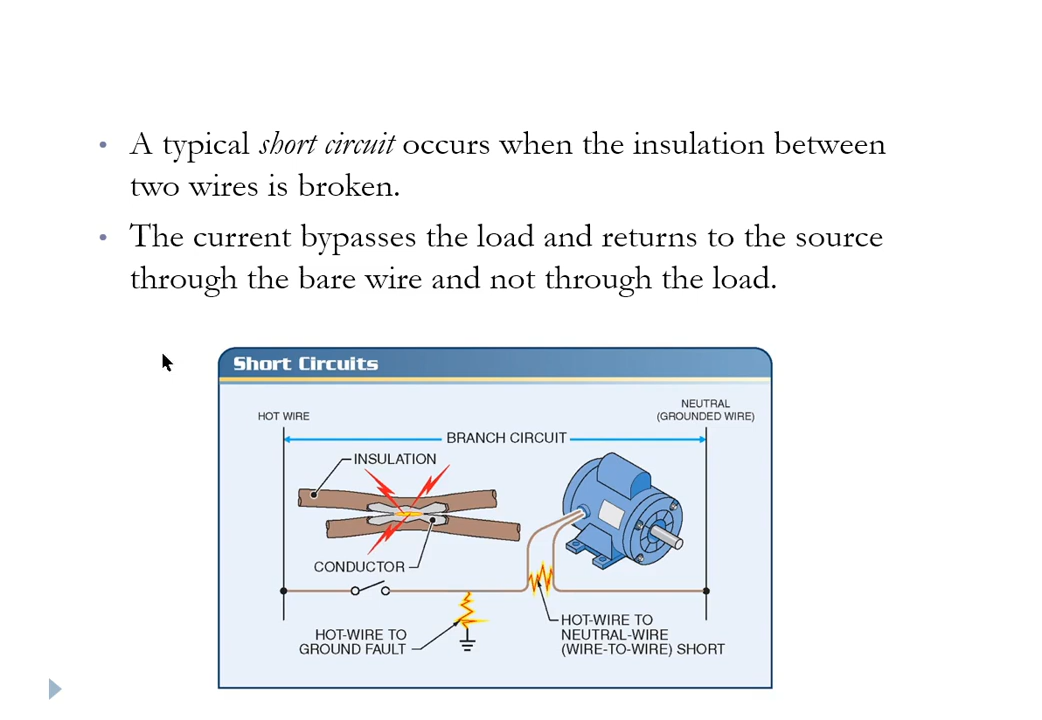 • A typical short circuit occurs when the insulation between
two wires is broken.
• The current bypasses the load and returns to the source
through the bare wire and not through the load.
Short Circuits
HOT WIRE
NEUTRAL
(GROUNDED WIRE)
BRANCH CIRCUIT
INSULATION
CONDUCTOR
HOT-WIRE TO
GROUND FAULT
HOT-WIRE TO
NEUTRAL-WIRE
(WIRE-TO-WIRE) SHORT